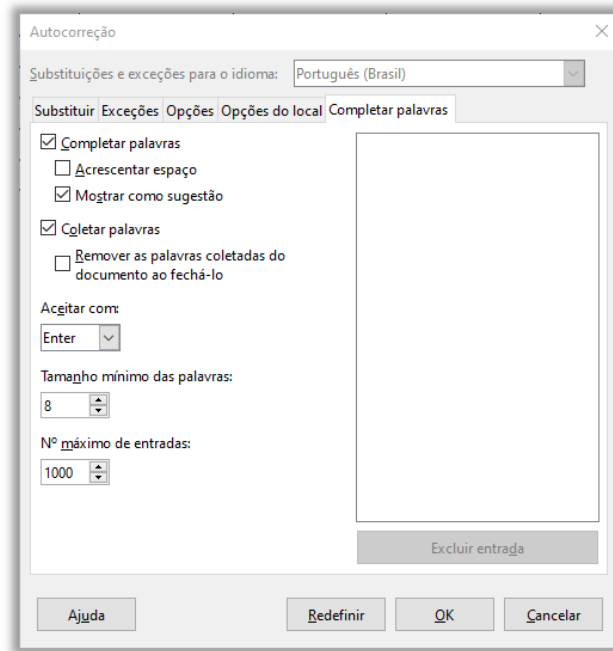 Autocorreção
Substituições e exceções para o idioma: Português (Brasil)
Substituir Exceções Opções Opções do local Completar palavras
Completar palavras
Acrescentar espaço
Mostrar como sugestão
Coletar palavras
Remover as palavras coletadas do
documento ao fechá-lo
Aceitar com:
Enter
Tamanho mínimo das palavras:
8
Nº máximo de entradas:
1000
Excluir entrada
Ajuda Redefinir OK Cancelar